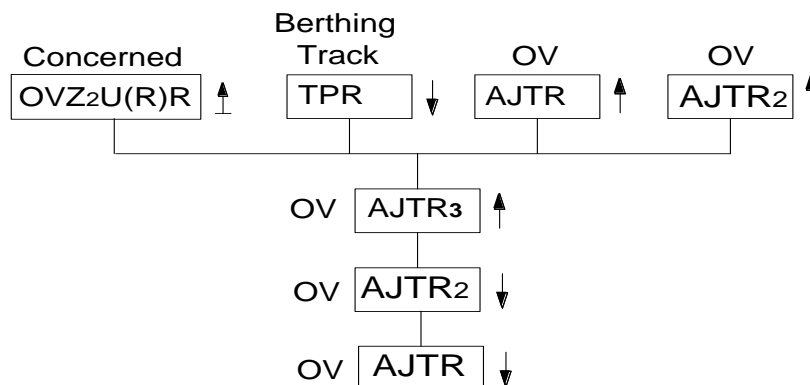 Concerned
OVZ2U(R)R
Berthing
Track
TPR
OV
AJTR
OV
AJTR2
OV AJTR3
OV AJTR2
OV AJTR